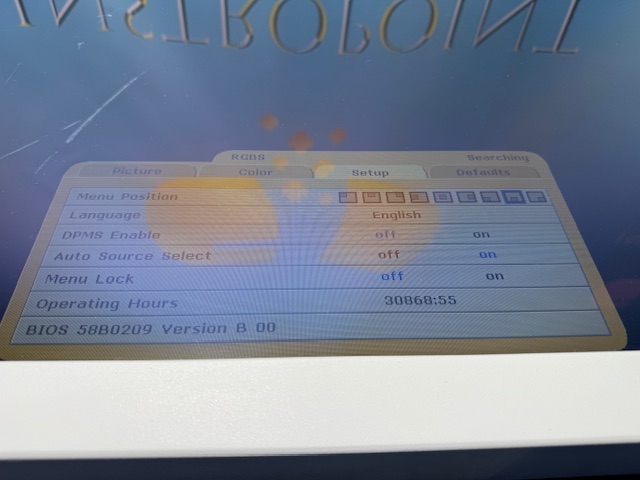 INSTROPOINT
RGBS Searching
Picture Color Setup Defaults
Menu Position
Language English
DPMS Enable off on
Auto Source Select off on
Menu Lock off on
Operating Hours 30868:55
BIOS 58B0209 Version B 00